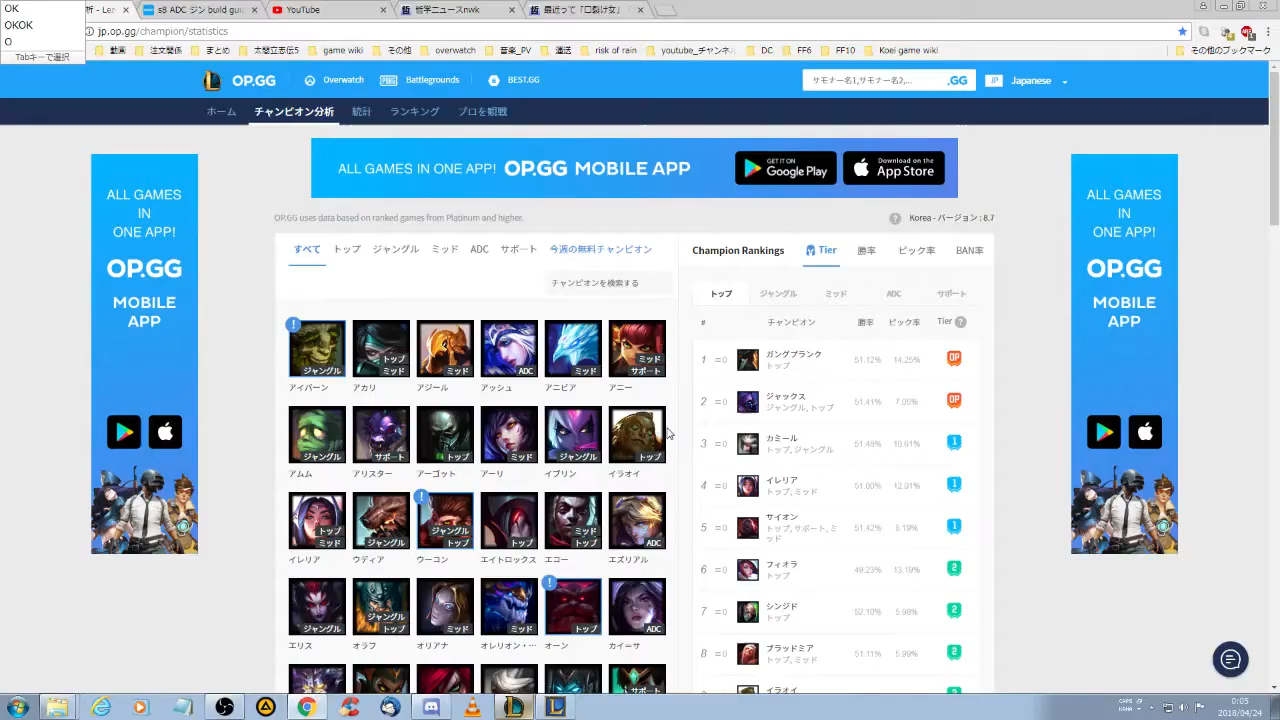 OK
OKOK
O
Tabキーで選択
析 - Lea
s8 ADC ジン build guid
YouTube
哲学ニュースnwk
最近って「口裂け女」
jp.op.gg/champion/statistics
動画
注文関係
まとめ
太閤立志伝5
game wiki
その他
overwatch
音楽_PV
運送
risk of rain
youtube_チャンネル
FF6
FF10
Koei game wiki
その他のブックマーク
OP.GG
Overwatch
Battlegrounds
BEST.GG
サモナー名1,サモナー名2,...
.GG
JP
Japanese
ホーム
チャンピオン分析
統計
ランキング
プロを観戦
ALL GAMES IN ONE APP! OP.GG MOBILE APP
GET IT ON
Google Play
Download on the
App Store
ALL GAMES
IN
ONE APP!
OP.GG
MOBILE
APP
ALL GAMES
IN
ONE APP!
OP.GG
MOBILE
APP
OP.GG uses data based on ranked games from Platinum and higher.
Korea - バージョン : 8.7
すべて
トップ
ジャングル
ミッド
ADC
サポート
今週の無料チャンピオン
チャンピオンを検索する
ジャングル
アイバーン
トップ
ミッド
アカリ
ミッド
アジール
ADC
アッシュ
ミッド
アニビア
ミッド
サポート
アニー
ジャングル
アムム
サポート
アリスター
トップ
アーゴット
ミッド
アーリ
ジャングル
イブリン
トップ
イラオイ
トップ
ミッド
イレリア
ジャングル
ウディア
ジャングル
トップ
ウーコン
トップ
エイトロックス
ミッド
トップ
エコー
ADC
エズリアル
ジャングル
エリス
ジャングル
トップ
オラフ
ミッド
オリアナ
ミッド
オレリオン・…
トップ
オーン
ADC
カイーサ
サポート
Champion Rankings
Tier
勝率
ピック率
BAN率
トップ
ジャングル
ミッド
ADC
サポート
# チャンピオン 勝率 ピック率 Tier
1 =0 ガングプランク 51.12% 14.25% OP
トップ
2 =0 ジャックス 51.41% 7.05% OP
ジャングル, トップ
3 =0 カミール 51.48% 10.61% 1
トップ, ジャングル
4 =0 イレリア 51.00% 12.01% 1
トップ, ミッド
5 =0 サイオン 51.42% 8.19% 1
トップ, サポート, ミ
ッド
6 =0 フィオラ 49.23% 13.19% 2
トップ
7 =0 シンジド 52.10% 5.98% 2
トップ
8 =0 ブラッドミア 51.11% 5.99% 2
トップ, ミッド
イラオイ
CAPS
KANA
0:05
2018/04/24